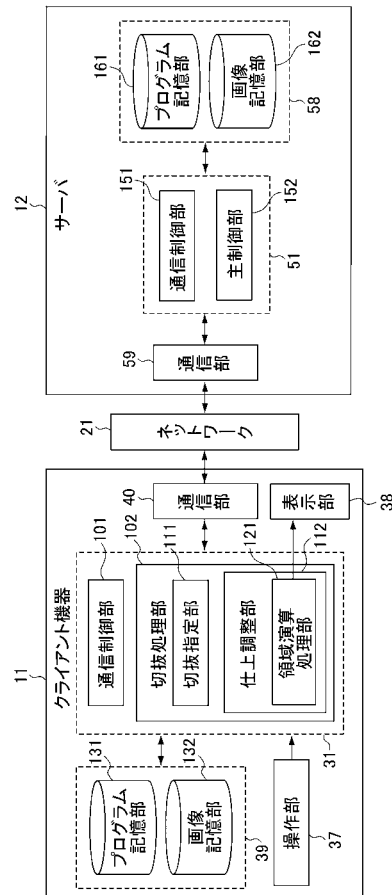 11
クライアント機器
131
プログラム
記憶部
132
画像
記憶部
39
操作部
37
101
通信制御部
102
切抜処理部
111
切抜指定部
仕上調整部
121
領域演算
処理部
112
31
40
通信部
表示部
38
21
ネットワーク
12
サーバ
59
通信部
151
通信制御部
主制御部
152
51
161
プログラム
記憶部
画像
記憶部
162
58